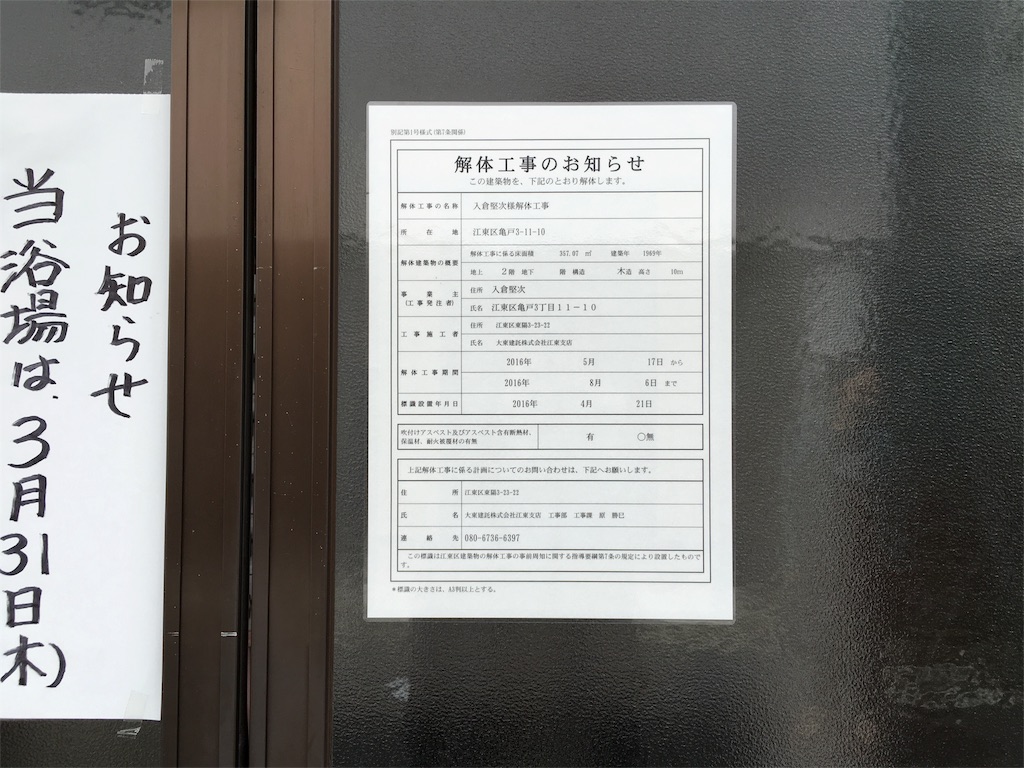 お知らせ
当浴場は、3月31日(木)
別記第1号様式(第7条関係)
解体工事のお知らせ
この建築物を、下記のとおり解体します。
解体工事の名称 入倉堅次様解体工事
所在地 江東区亀戸3-11-10
解体建築物の概要 解体工事に係る床面積 357.07 ㎡ 建築年 1969年
地上 2階 地下 階 構造 木造 高さ 10m
事業主(工事発注者) 住所 入倉堅次
氏名 江東区亀戸3丁目11-10
工事施工者 住所 江東区東陽3-23-22
氏名 大東建託株式会社江東支店
解体工事期間 2016年 5月 17日 から
2016年 8月 6日 まで
標識設置年月日 2016年 4月 21日
吹付けアスベスト及びアスベスト含有断熱材、
保温材、耐火被覆材の有無 有 ○無
上記解体工事に係る計画についてのお問い合わせは、下記へお願いします。
住所 江東区東陽3-23-22
氏名 大東建託株式会社江東支店 工事部 工事課 原 勝巳
連絡先 080-6736-6397
この標識は江東区建築物の解体工事の事前周知に関する指導要綱第7条の規定により設置したもので
す。
*標識の大きさは、A3判以上とする。